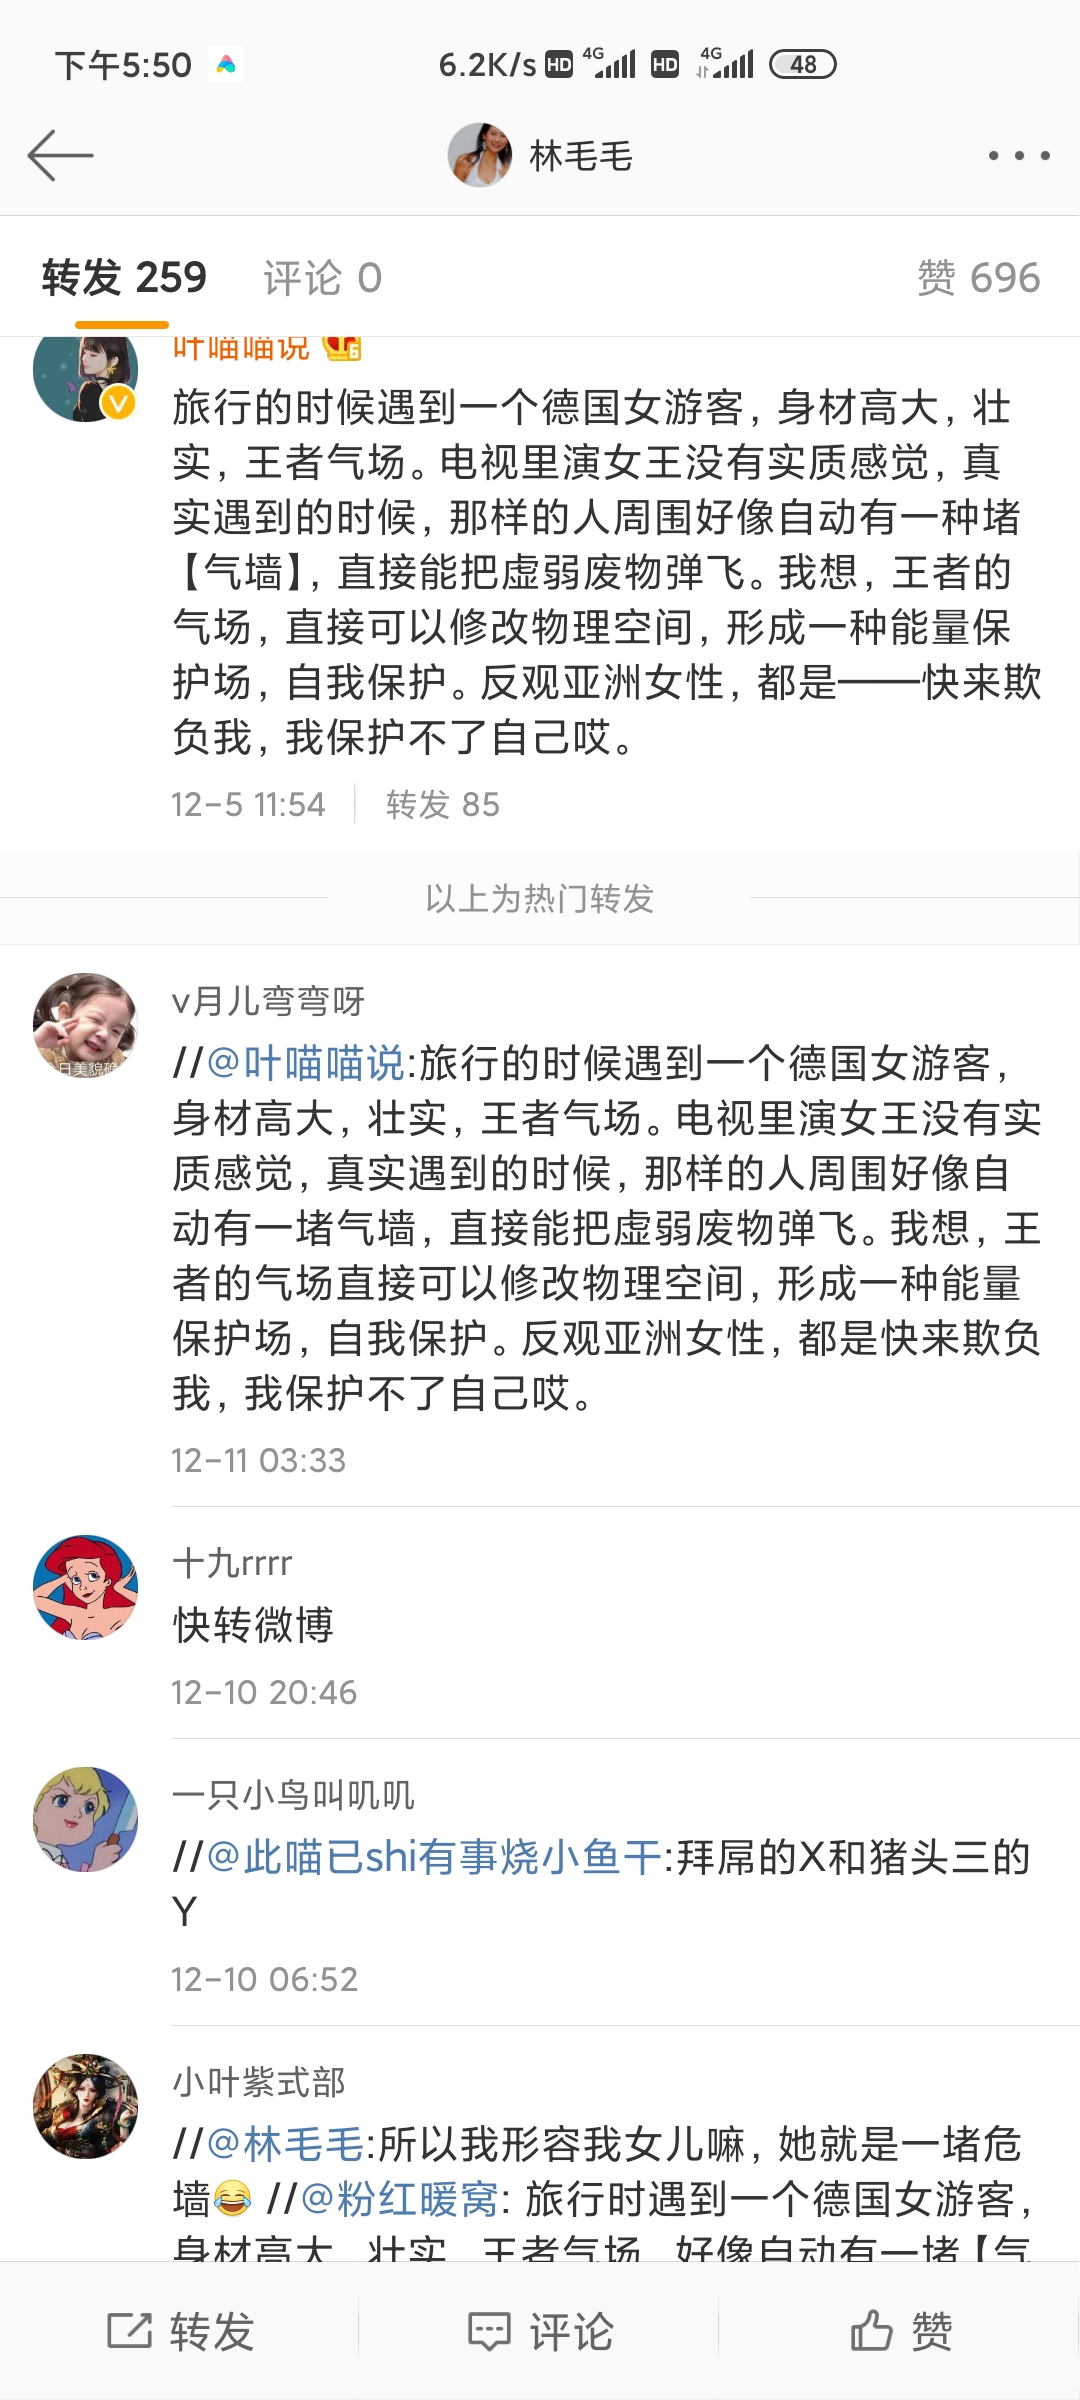 下午5:50 6.2K/s HD 4G HD 4G 48
林毛毛
转发 259 评论 0 赞 696
叶喵喵说 6
旅行的时候遇到一个德国女游客，身材高大，壮
实，王者气场。电视里演女王没有实质感觉，真
实遇到的时候，那样的人周围好像自动有一种堵
【气墙】，直接能把虚弱废物弹飞。我想，王者的
气场，直接可以修改物理空间，形成一种能量保
护场，自我保护。反观亚洲女性，都是——快来欺
负我，我保护不了自己哎。
12-5 11:54 转发 85
以上为热门转发
v月儿弯弯呀
//@叶喵喵说:旅行的时候遇到一个德国女游客，
身材高大，壮实，王者气场。电视里演女王没有实
质感觉，真实遇到的时候，那样的人周围好像自
动有一堵气墙，直接能把虚弱废物弹飞。我想，王
者的气场直接可以修改物理空间，形成一种能量
保护场，自我保护。反观亚洲女性，都是快来欺负
我，我保护不了自己哎。
12-11 03:33
十九rrrr
快转微博
12-10 20:46
一只小鸟叫叽叽
//@此喵已shi有事烧小鱼干:拜屌的X和猪头三的
Y
12-10 06:52
小叶紫式部
//@林毛毛:所以我形容我女儿嘛，她就是一堵危
墙😂 //@粉红暖窝: 旅行时遇到一个德国女游客，
身材高大，壮实，王者气场，好像自动有一堵【气
转发 评论 赞